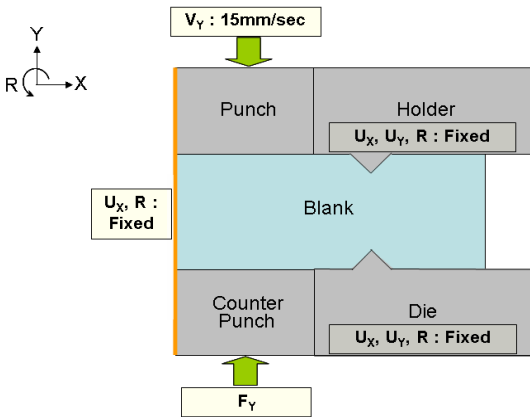 V_Y : 15mm/sec
Y
R
X
Punch
Holder
U_X, U_Y, R : Fixed
U_X, R :
Fixed
Blank
Counter
Punch
Die
U_X, U_Y, R : Fixed
F_Y